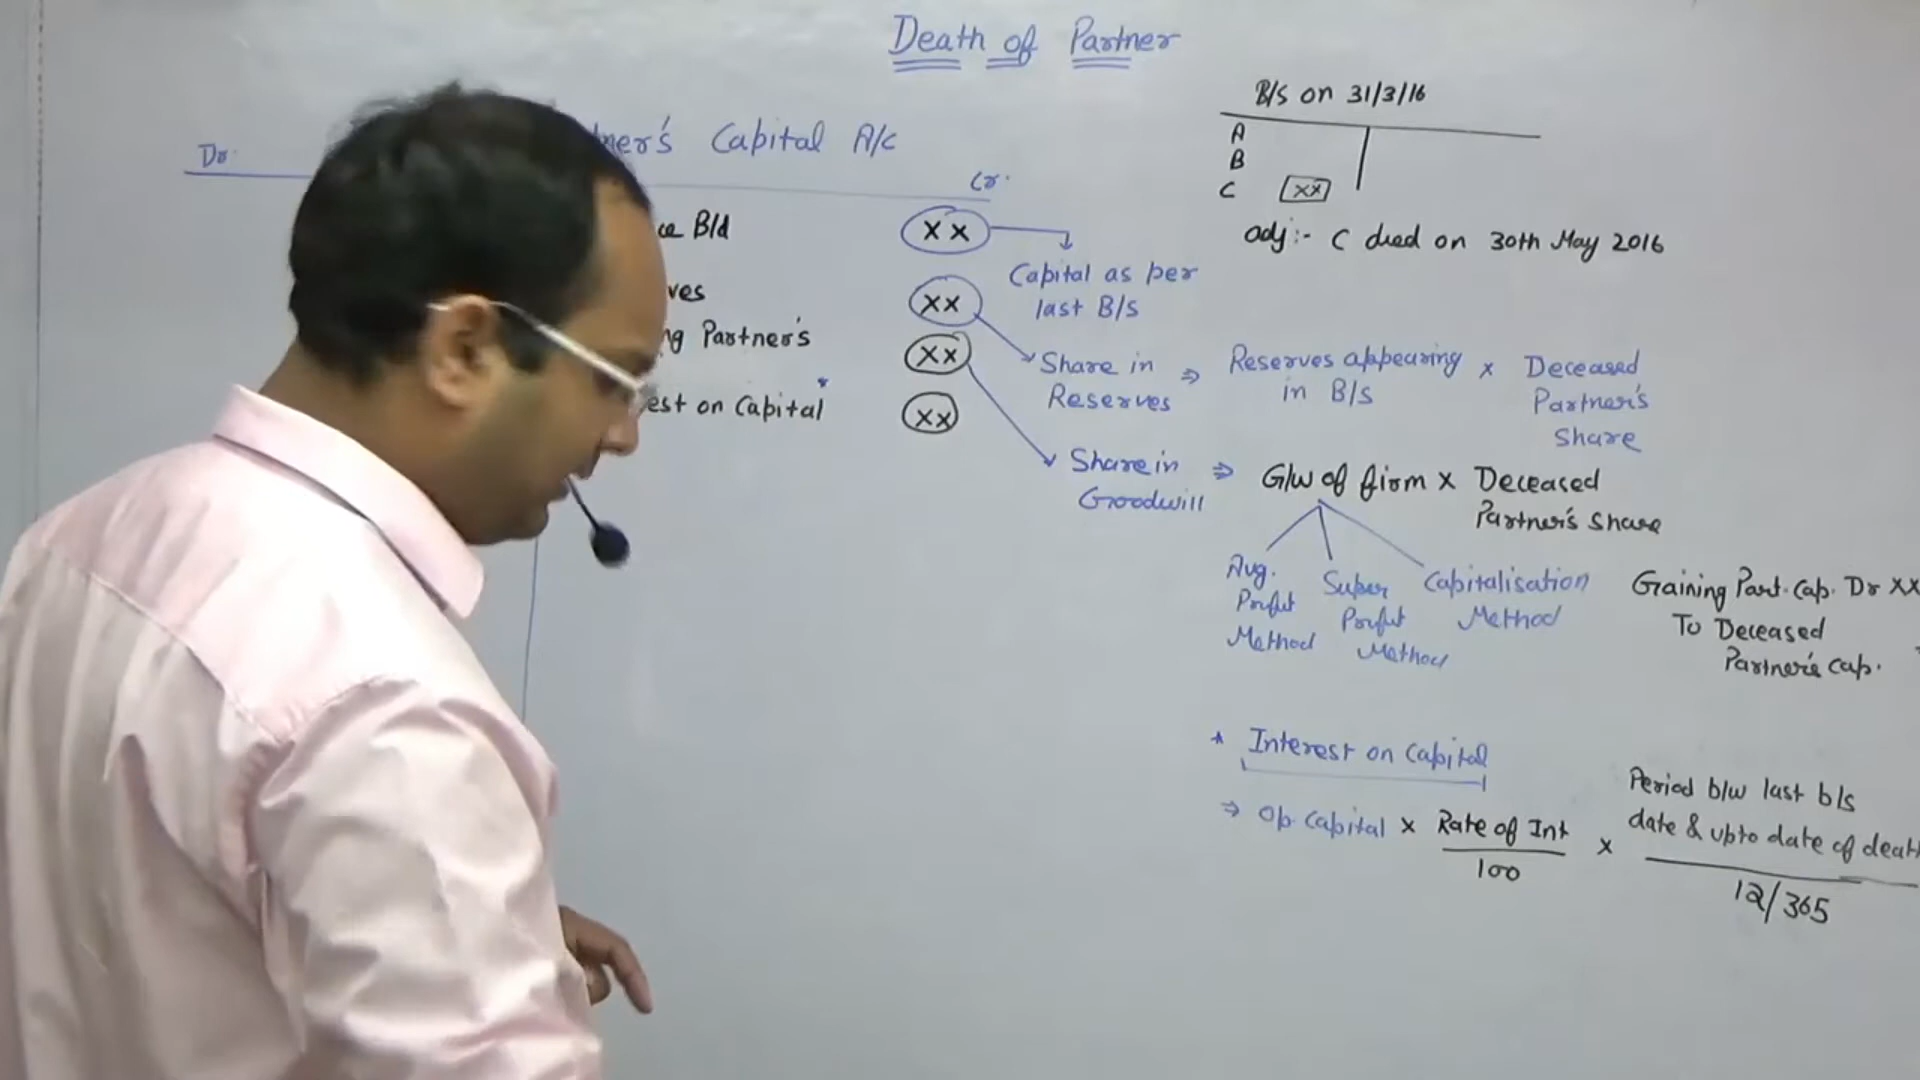 Death of Partner
Dr.
Capital A/c
Cr.
B/d
xx
xx
Partner's
xx
on Capital *
xx
Capital as per
last B/s
Share in
Reserves
⇒ Reserves appearing
in B/s
x Deceased
Partner's
Share
Share in
Goodwill
⇒ G/w of firm x Deceased
Partner's Share
Avg.
Profit
Method
Super
Profit
Method
Capitalisation
Method
B/s on 31/3/16
A
B
C xx
adj:- C died on 30th May 2016
Gaining Part. Cap. Dr XX
To Deceased
Partner's Cap.
* Interest on Capital
⇒ Op. Capital x Rate of Int
100
x Period b/w last b/s
date & upto date of death
12/365